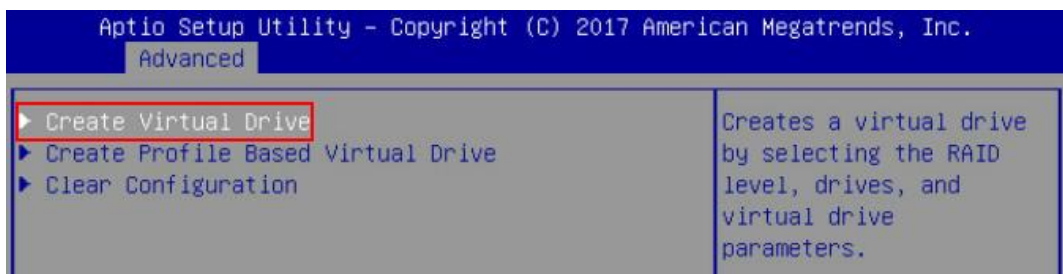 Aptio Setup Utility – Copyright (C) 2017 American Megatrends, Inc.
Advanced
Create Virtual Drive
Create Profile Based Virtual Drive
Clear Configuration
Creates a virtual drive
by selecting the RAID
level, drives, and
virtual drive
parameters.